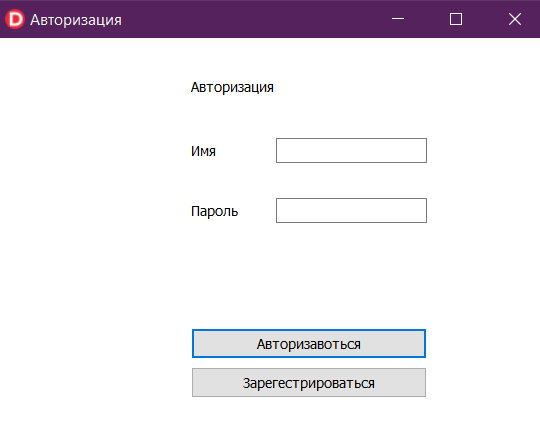 D Авторизация
Авторизация
Имя
Пароль
Авторизавоться
Зарегестрироваться